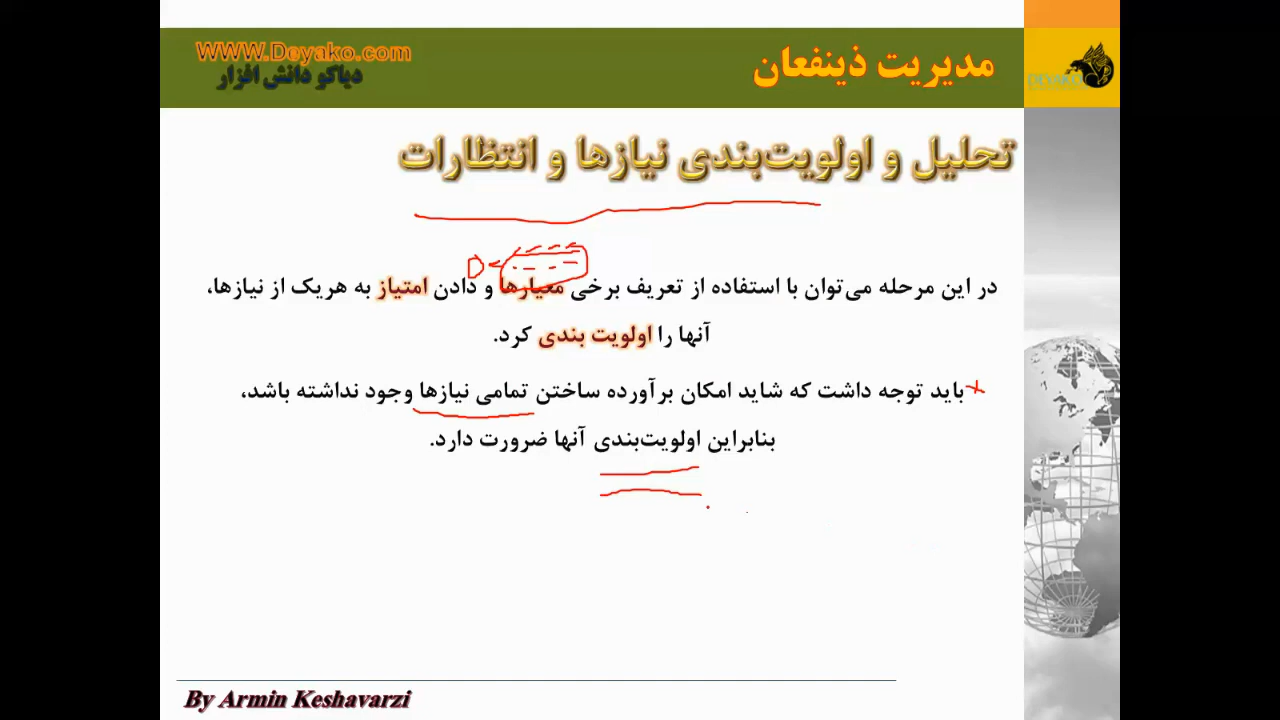 WWW.Deyako.com
دیاکو دانش افزار
مدیریت ذینفعان
DEYAKO
تحلیل و اولویت‌بندی نیازها و انتظارات
در این مرحله می‌توان با استفاده از تعریف برخی معیارها و دادن امتیاز به هریک از نیازها،
آنها را اولویت بندی کرد.
باید توجه داشت که شاید امکان برآورده ساختن تمامی نیازها وجود نداشته باشد،
بنابراین اولویت‌بندی آنها ضرورت دارد.
By Armin Keshavarzi